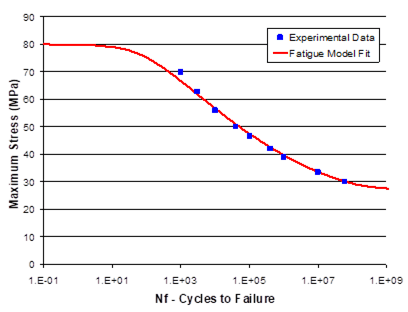 90
80
70
60
50
40
30
20
10
0
Maximum Stress (MPa)
Experimental Data
Fatigue Model Fit
1.E-01 1.E+01 1.E+03 1.E+05 1.E+07 1.E+09
Nf - Cycles to Failure